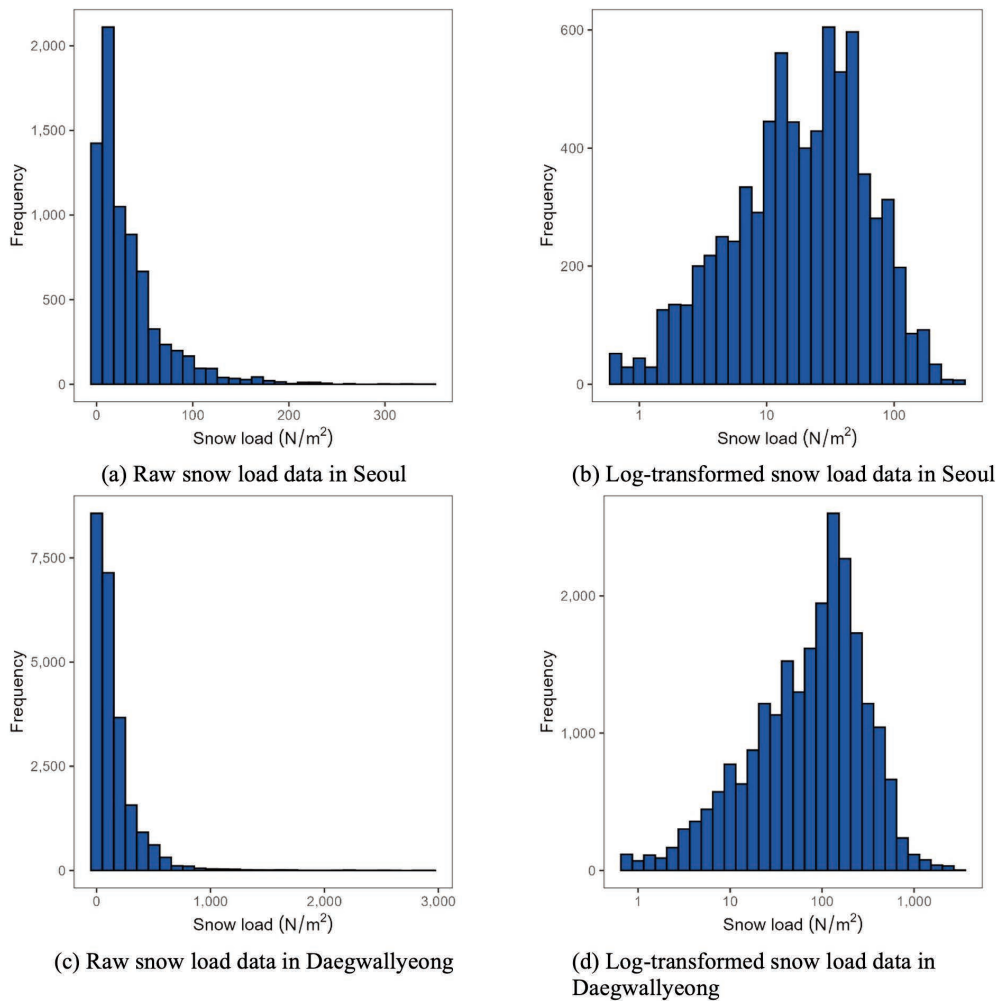 2,000
1,500
1,000
500
0
Frequency
0 100 200 300
Snow load (N/m²)
(a) Raw snow load data in Seoul
600
400
200
0
Frequency
1 10 100
Snow load (N/m²)
(b) Log-transformed snow load data in Seoul
7,500
5,000
2,500
0
Frequency
0 1,000 2,000 3,000
Snow load (N/m²)
(c) Raw snow load data in Daegwallyeong
2,000
1,000
0
Frequency
1 10 100 1,000
Snow load (N/m²)
(d) Log-transformed snow load data in
Daegwallyeong